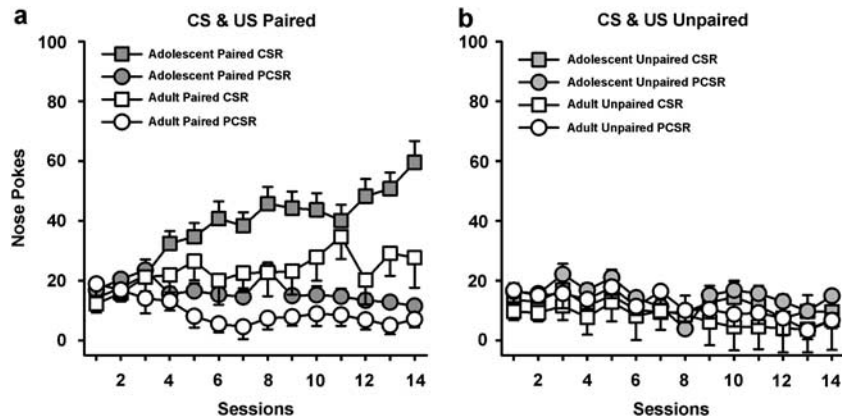 a
CS & US Paired
100
80
60
40
20
0
Nose Pokes
Adolescent Paired CSR
Adolescent Paired PCSR
Adult Paired CSR
Adult Paired PCSR
2 4 6 8 10 12 14
Sessions
b
CS & US Unpaired
100
80
60
40
20
0
Adolescent Unpaired CSR
Adolescent Unpaired PCSR
Adult Unpaired CSR
Adult Unpaired PCSR
2 4 6 8 10 12 14
Sessions